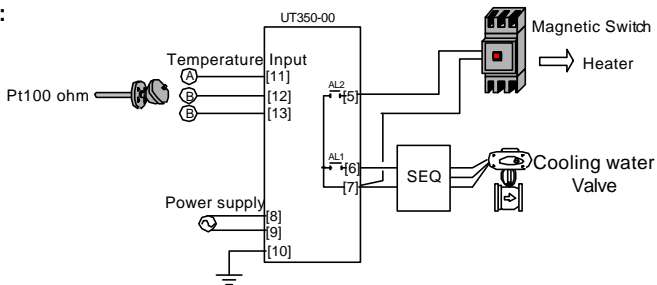 :
UT350-00
Magnetic Switch
Heater
Temperature Input
Pt100 ohm
A [11]
B [12]
B [13]
AL2
[5]
AL1
[6]
[7]
SEQ
Cooling water
Valve
Power supply
[8]
[9]
[10]